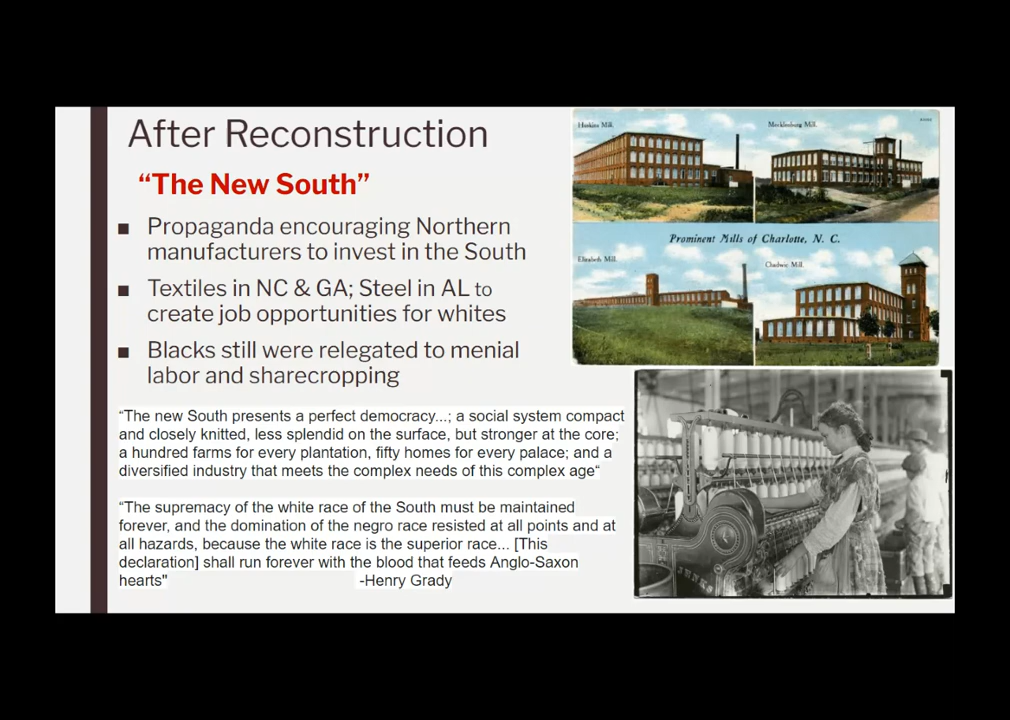 After Reconstruction
“The New South”
■ Propaganda encouraging Northern
manufacturers to invest in the South
■ Textiles in NC & GA; Steel in AL to
create job opportunities for whites
■ Blacks still were relegated to menial
labor and sharecropping
“The new South presents a perfect democracy...; a social system compact
and closely knitted, less splendid on the surface, but stronger at the core;
a hundred farms for every plantation, fifty homes for every palace; and a
diversified industry that meets the complex needs of this complex age“
“The supremacy of the white race of the South must be maintained
forever, and the domination of the negro race resisted at all points and at
all hazards, because the white race is the superior race... [This
declaration] shall run forever with the blood that feeds Anglo-Saxon
hearts" -Henry Grady
Hoskins Mill.
Mecklenburg Mill.
Prominent Mills of Charlotte, N. C.
Elizabeth Mill.
Chadwic Mill.